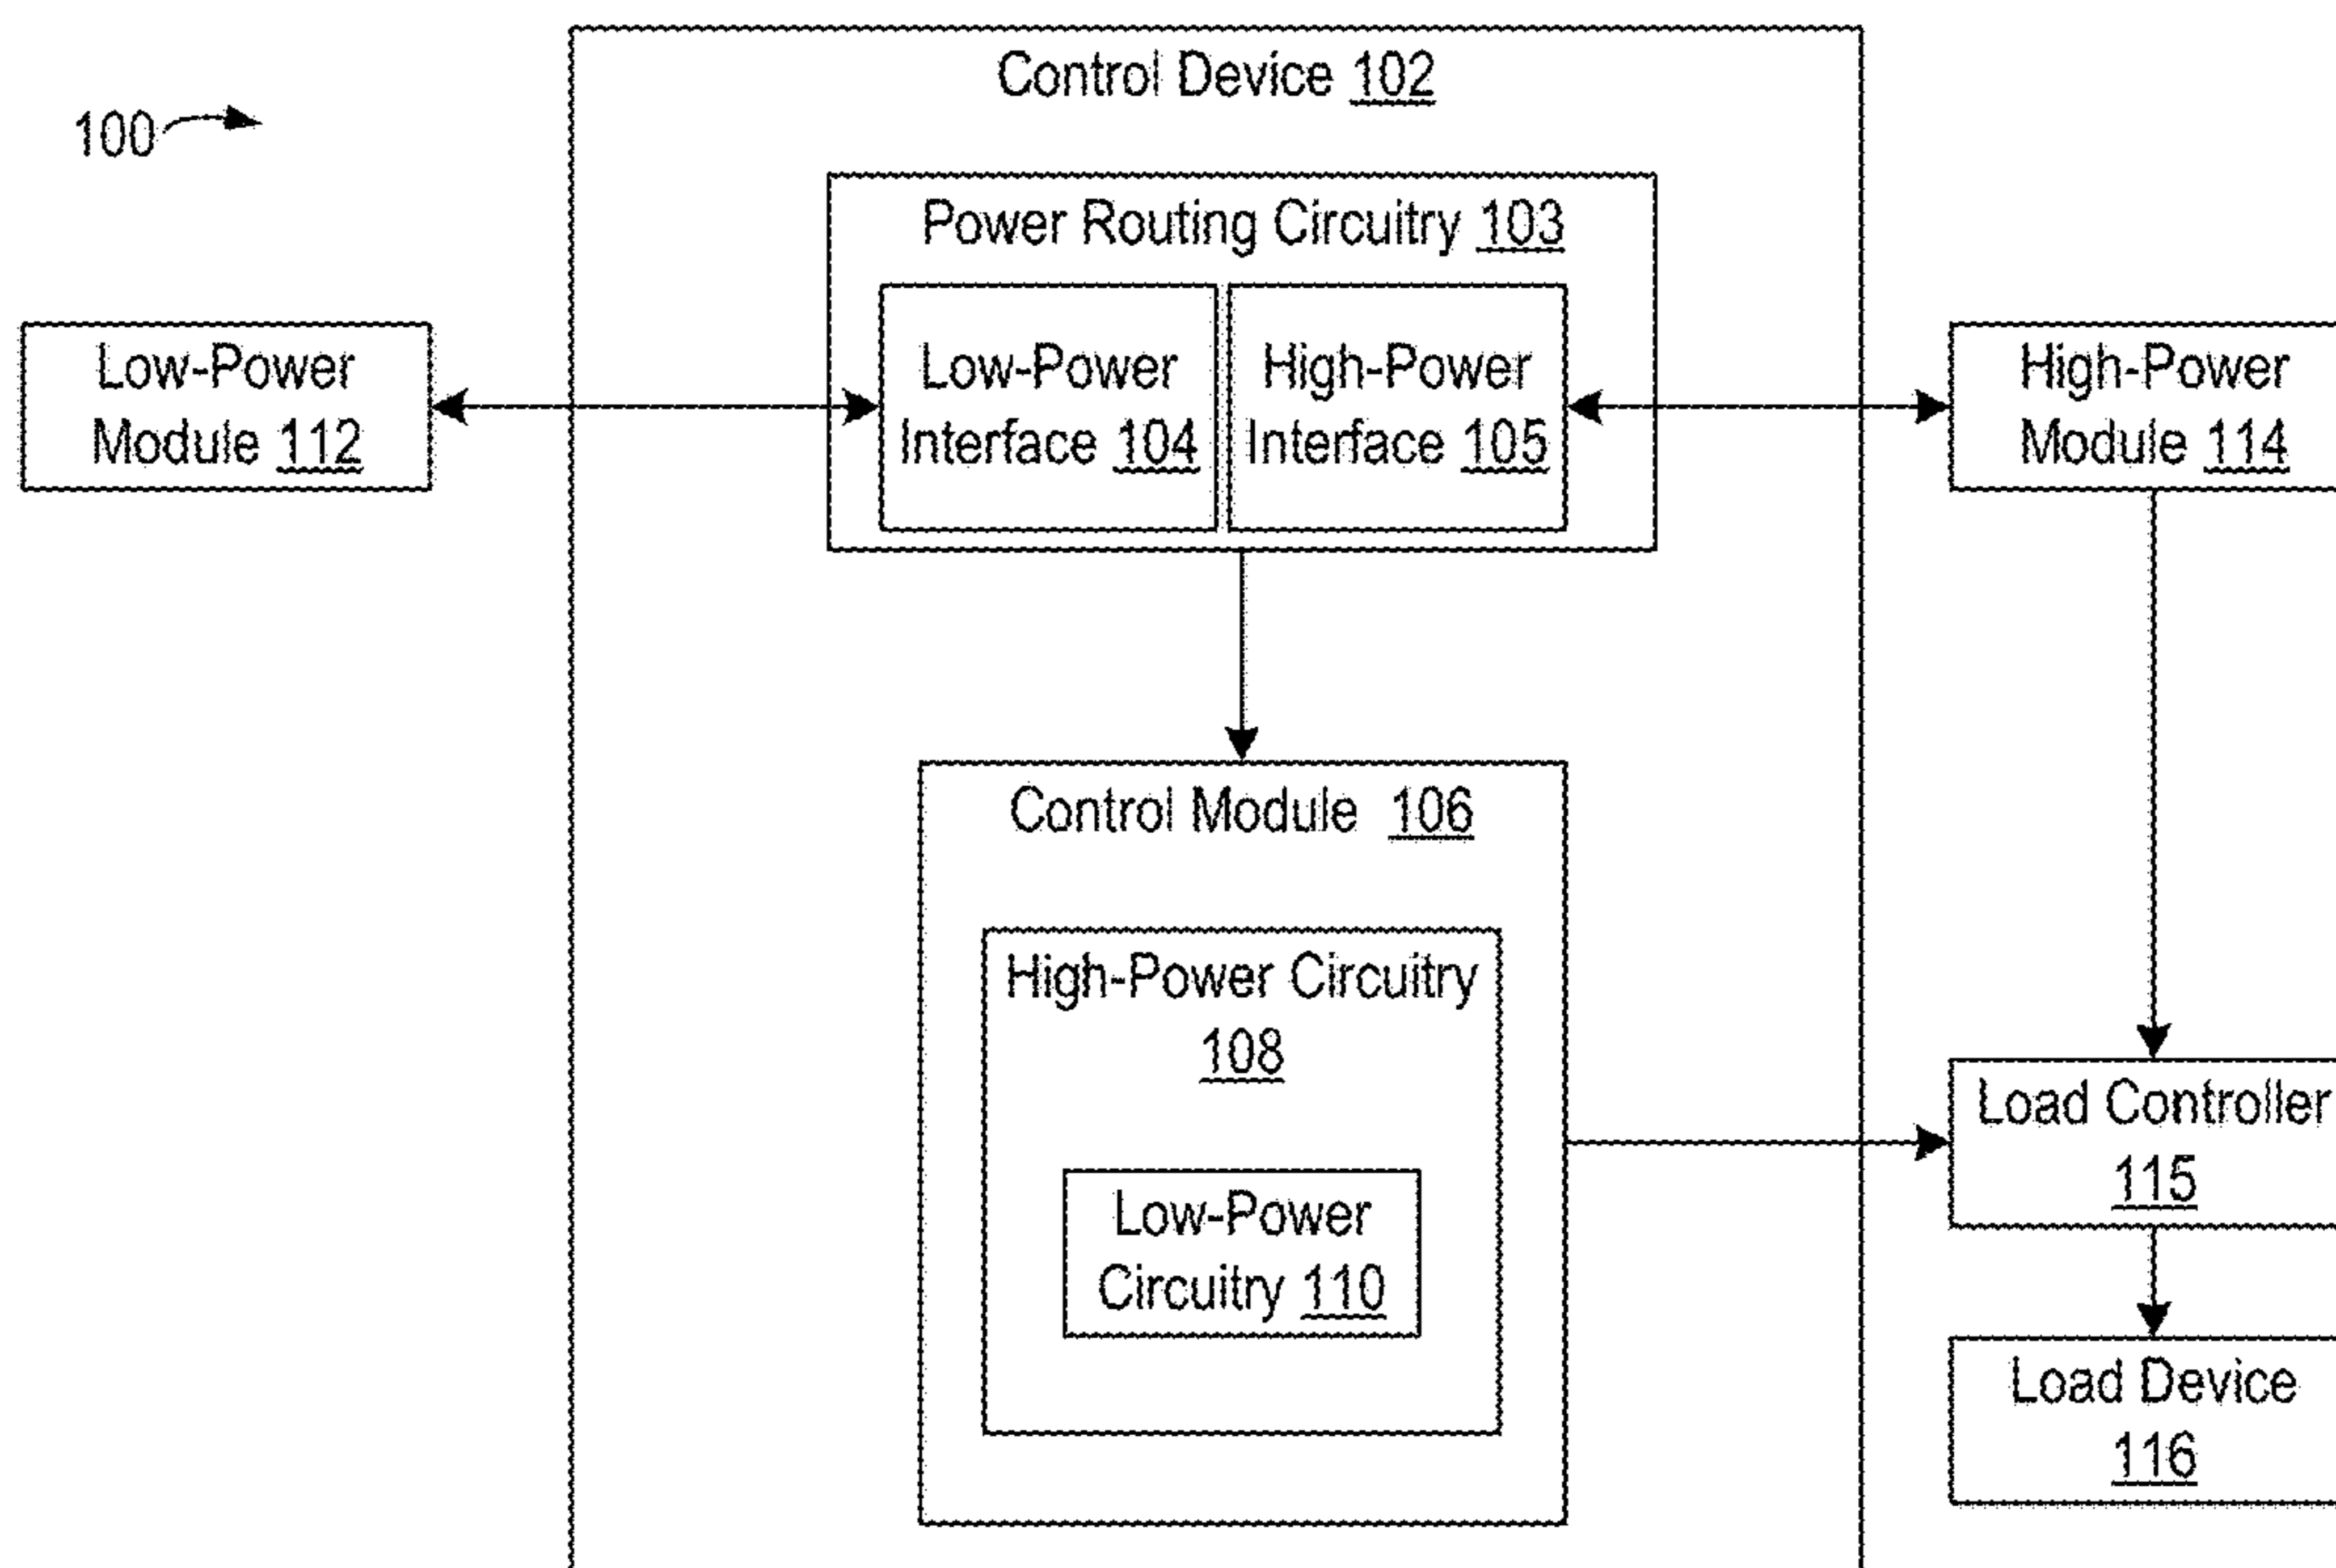 Control Device 102
100
Power Routing Circuitry 103
Low-Power
Module 112
Low-Power
Interface 104
High-Power
Interface 105
High-Power
Module 114
Control Module 106
High-Power Circuitry
108
Low-Power
Circuitry 110
Load Controller
115
Load Device
116